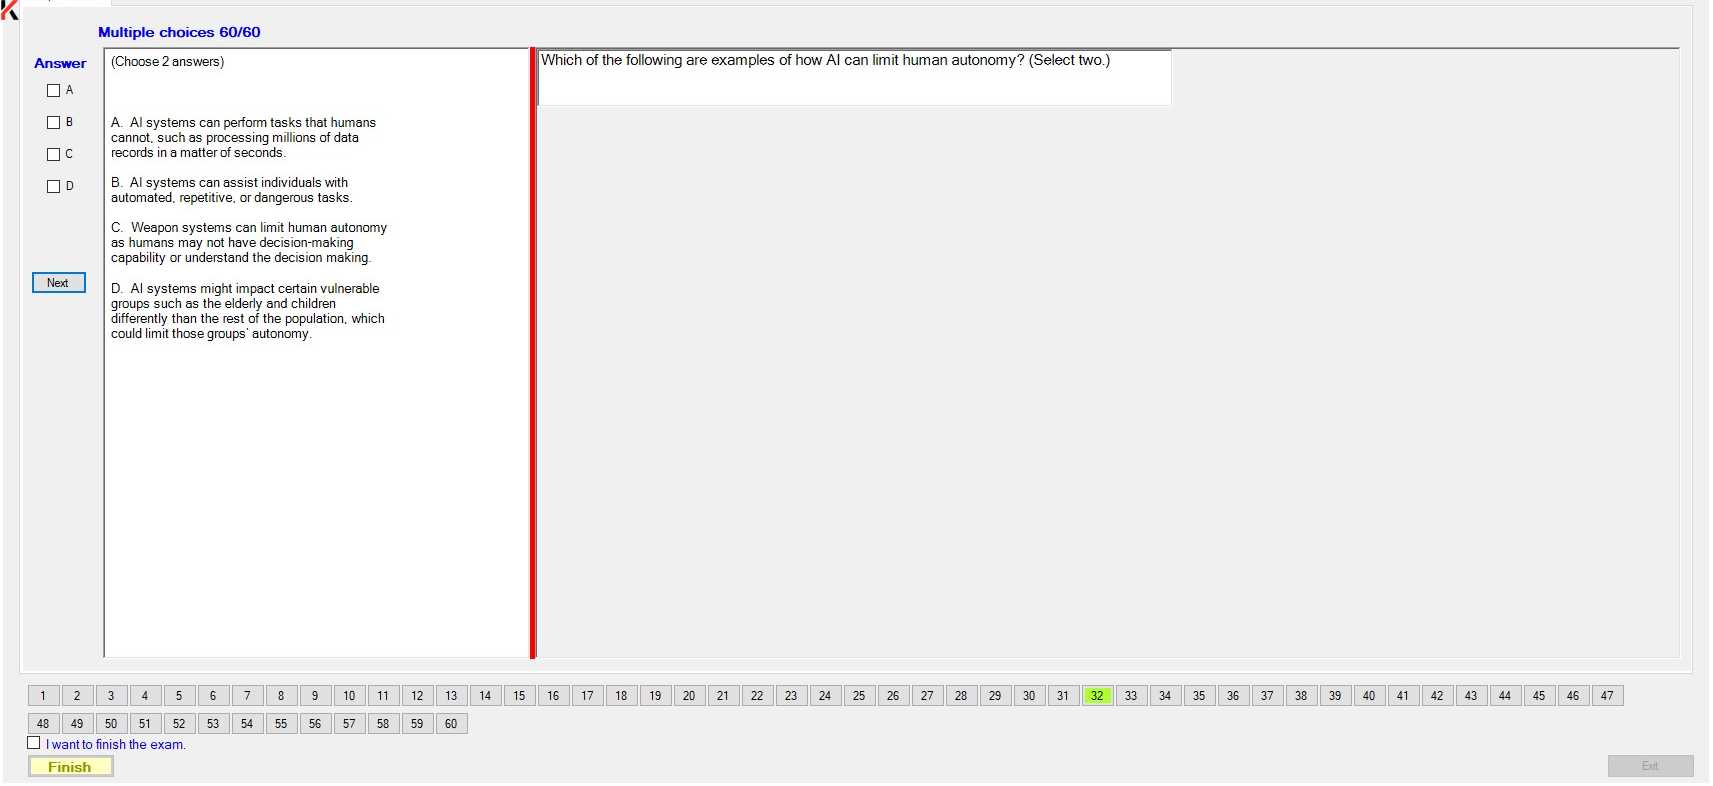 Multiple choices 60/60
Answer
A
B
C
D
Next
(Choose 2 answers)
A. AI systems can perform tasks that humans
cannot, such as processing millions of data
records in a matter of seconds.
B. AI systems can assist individuals with
automated, repetitive, or dangerous tasks.
C. Weapon systems can limit human autonomy
as humans may not have decision-making
capability or understand the decision making.
D. AI systems might impact certain vulnerable
groups such as the elderly and children
differently than the rest of the population, which
could limit those groups' autonomy.
Which of the following are examples of how AI can limit human autonomy? (Select two.)
1 2 3 4 5 6 7 8 9 10 11 12 13 14 15 16 17 18 19 20 21 22 23 24 25 26 27 28 29 30 31 32 33 34 35 36 37 38 39 40 41 42 43 44 45 46 47
48 49 50 51 52 53 54 55 56 57 58 59 60
I want to finish the exam.
Finish
Exit